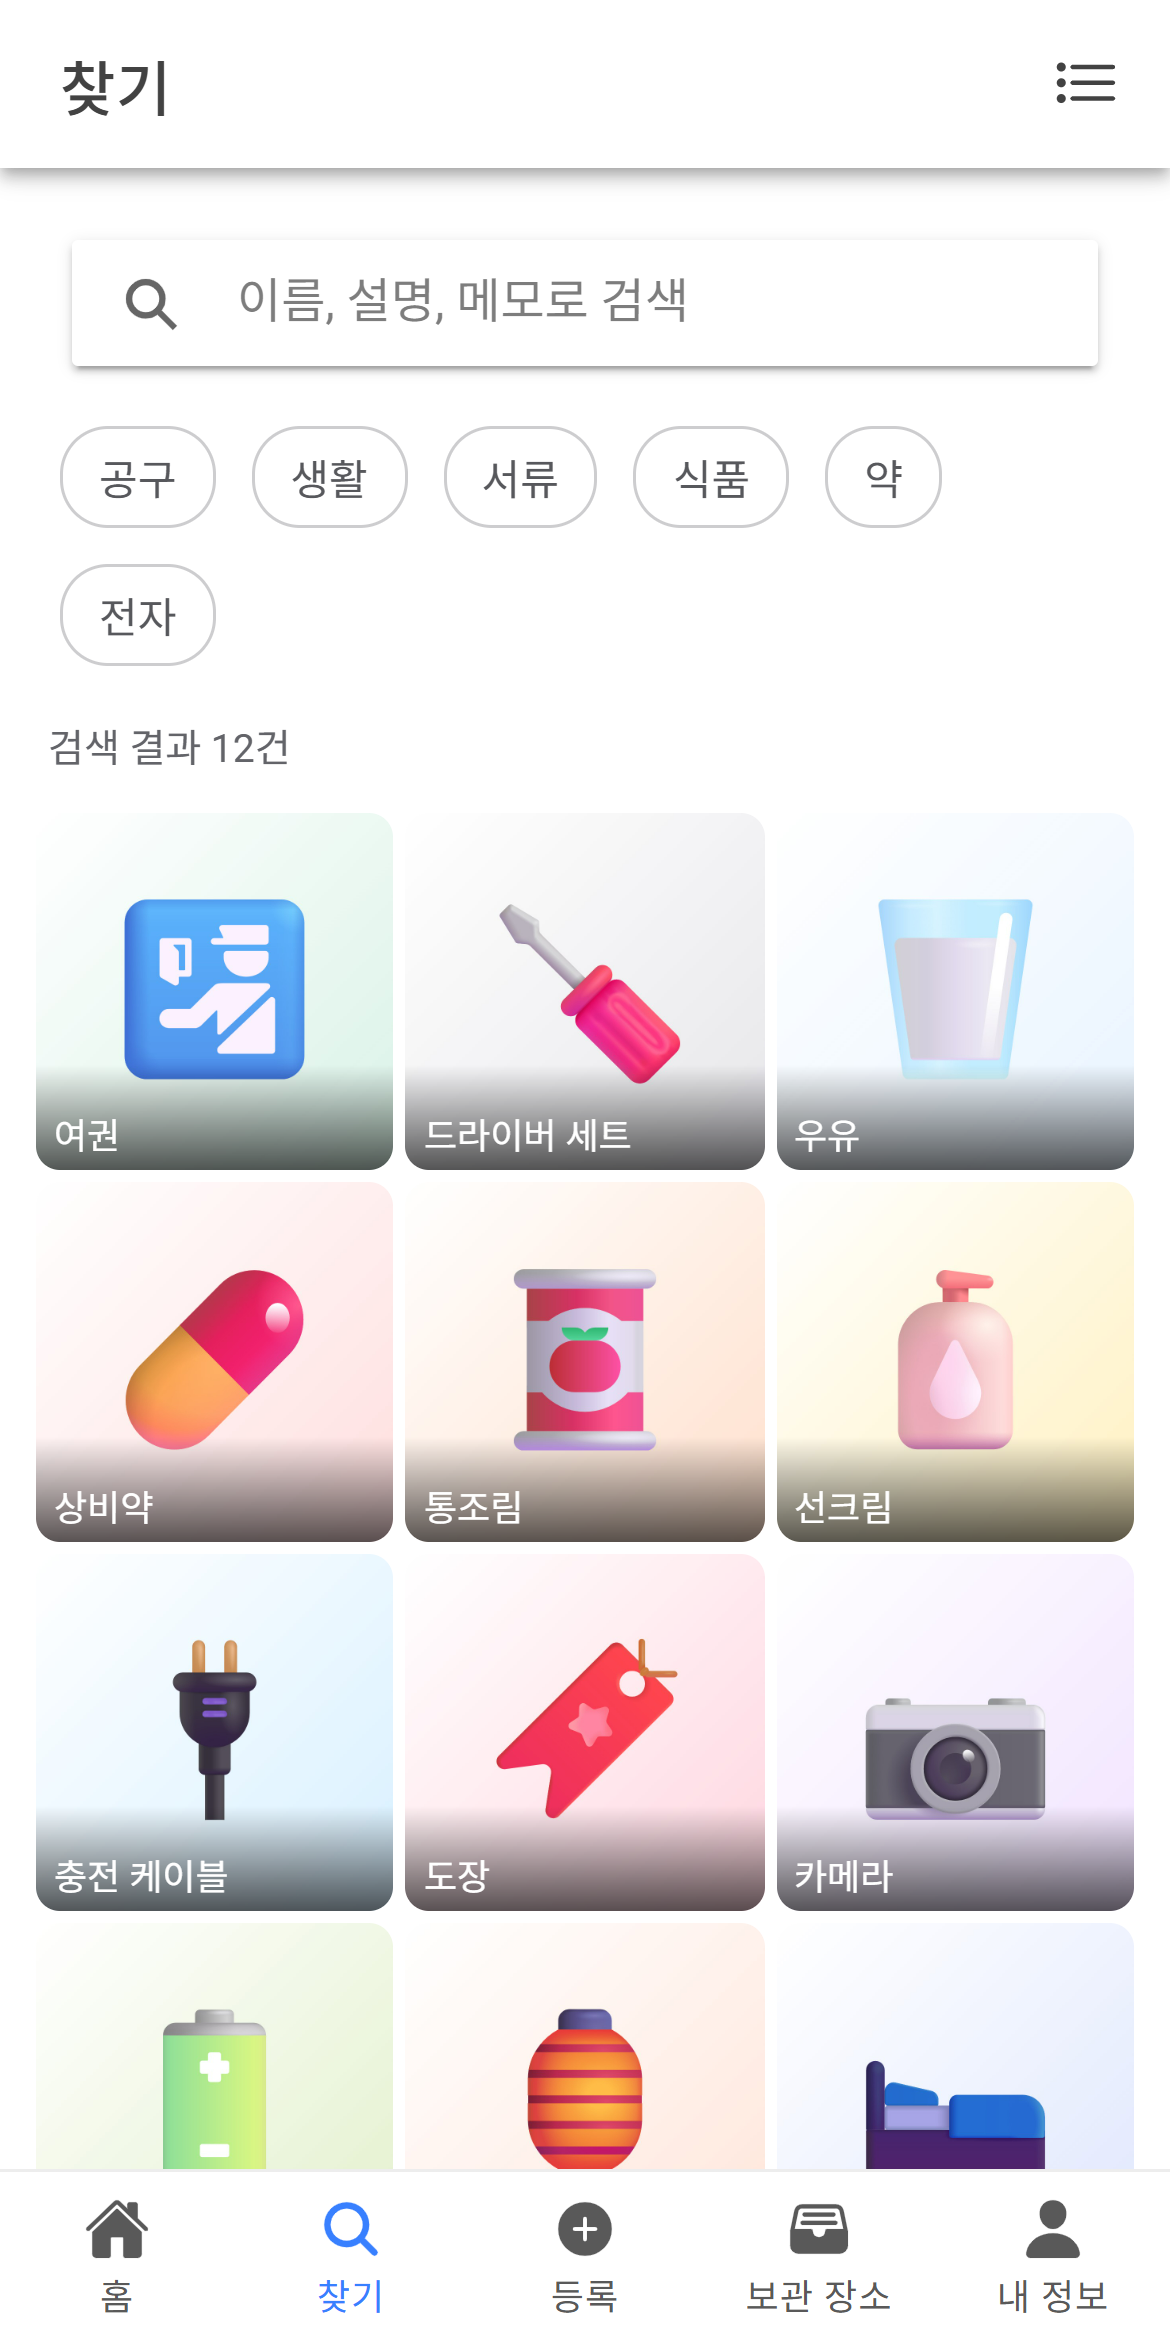 찾기
이름, 설명, 메모로 검색
공구 생활 서류 식품 약
전자
검색 결과 12건
여권 드라이버 세트 우유
상비약 통조림 선크림
충전 케이블 도장 카메라
홈 찾기 등록 보관 장소 내 정보